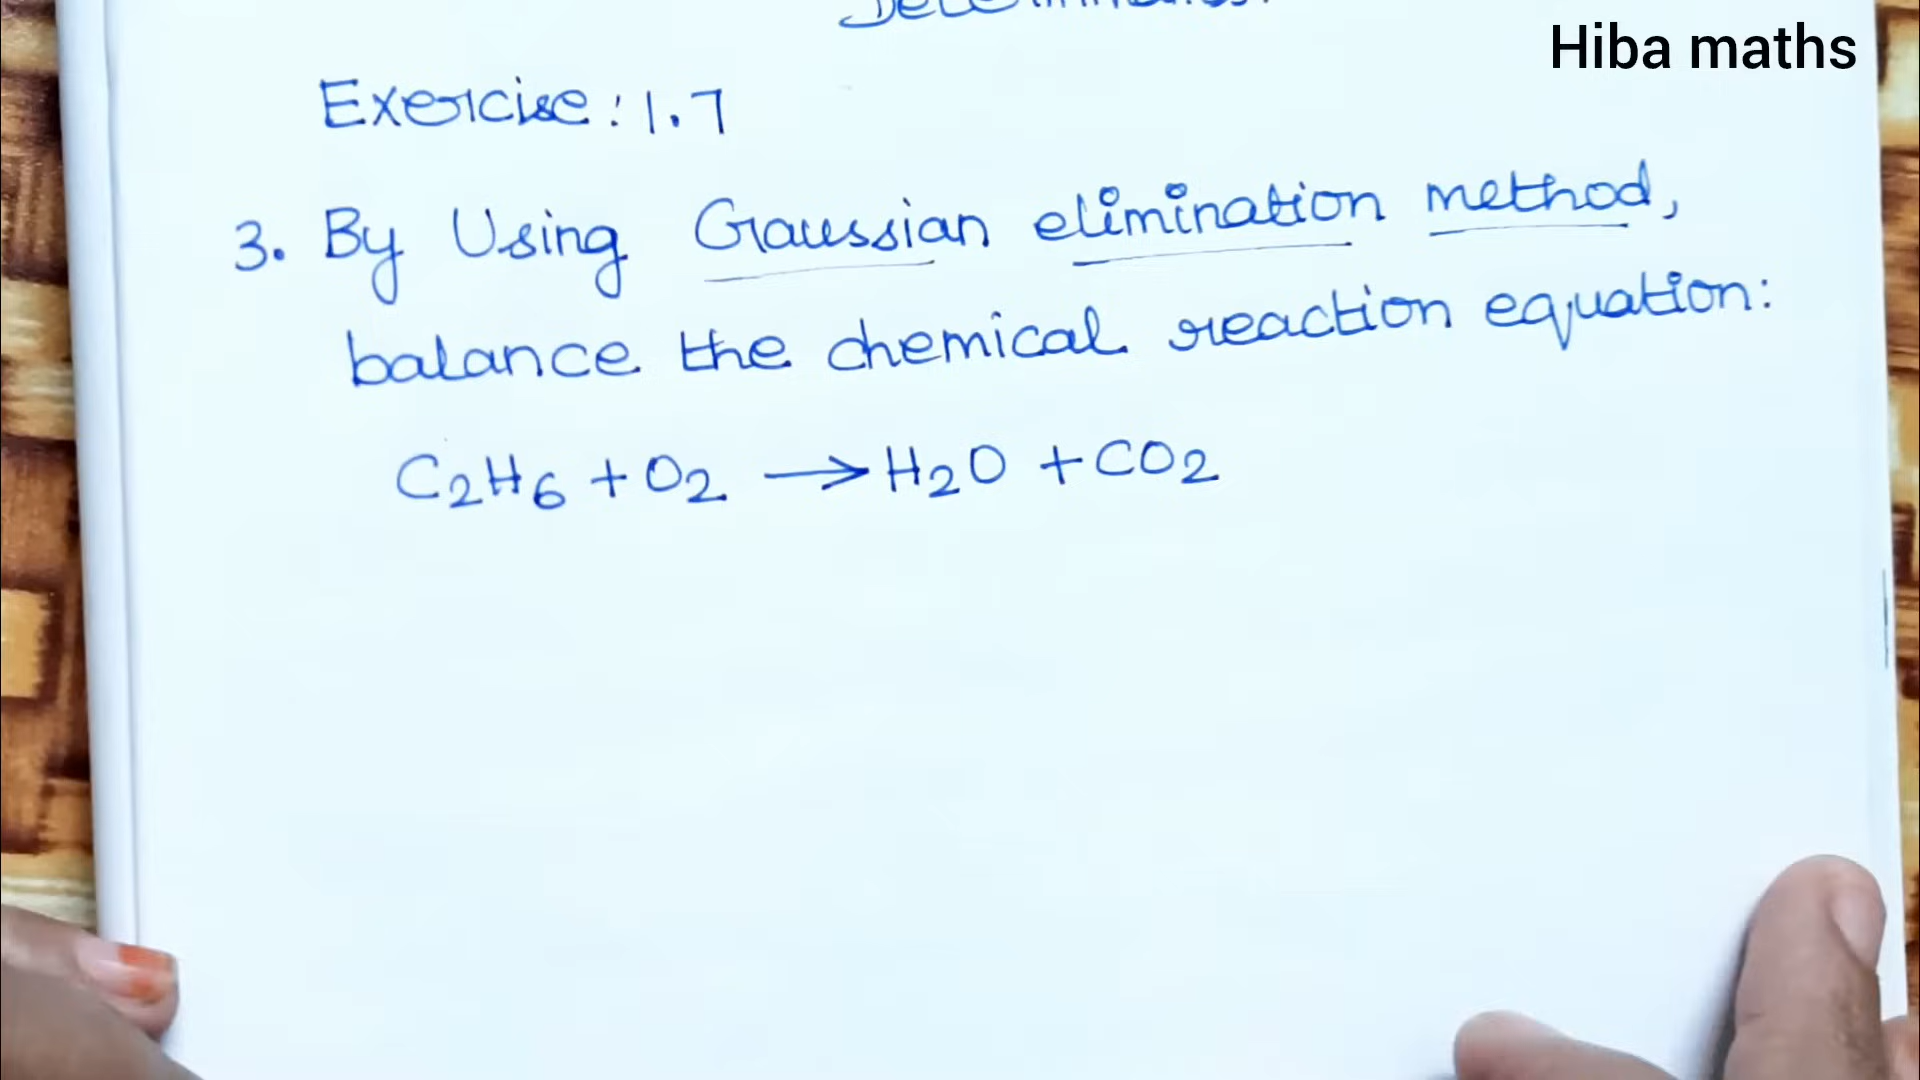 Hiba maths
Exercise: 1.7
3. By Using Gaussian elimination method,
balance the chemical reaction equation:
C₂H₆ + O₂ → H₂O + CO₂